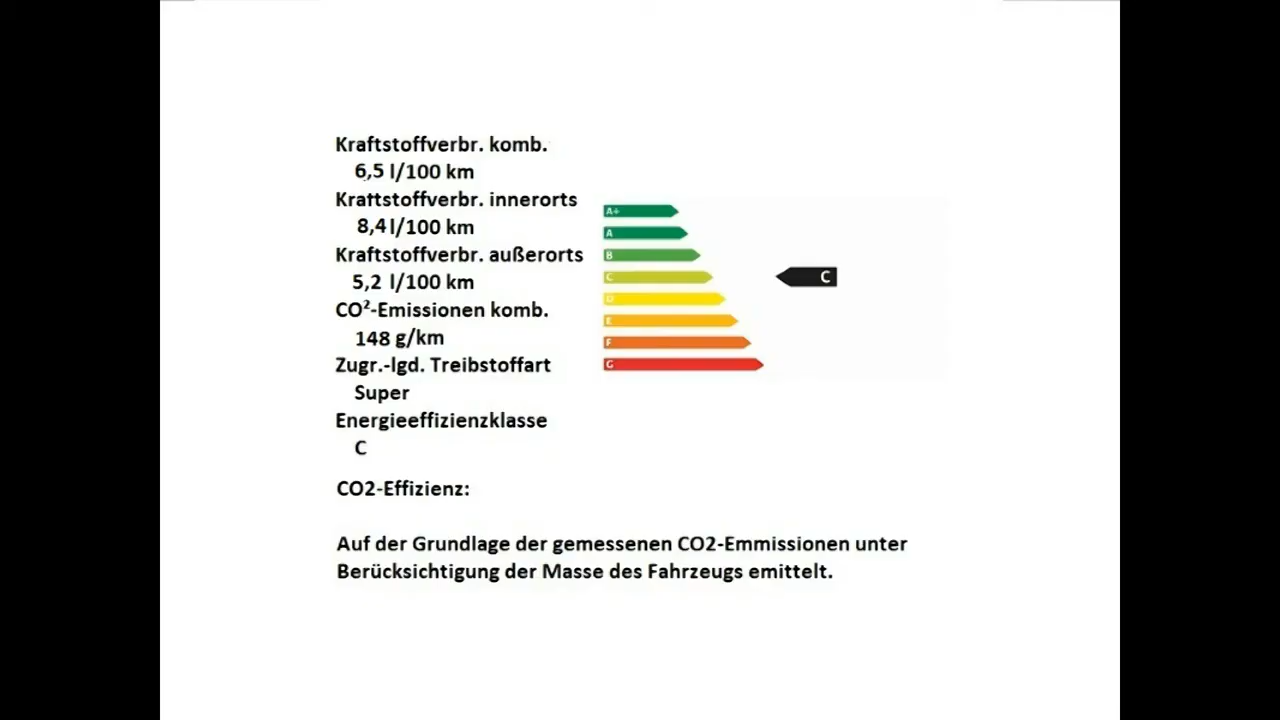 Kraftstoffverbr. komb.
6,5 l/100 km
Krattstoffverbr. innerorts
8,4 l/100 km
Kraftstoffverbr. außerorts
5,2 l/100 km
CO²-Emissionen komb.
148 g/km
Zugr.-lgd. Treibstoffart
Super
Energieeffizienzklasse
C
A+
A
B
C
D
E
F
G
C
CO2-Effizienz:
Auf der Grundlage der gemessenen CO2-Emmissionen unter
Berücksichtigung der Masse des Fahrzeugs emittelt.